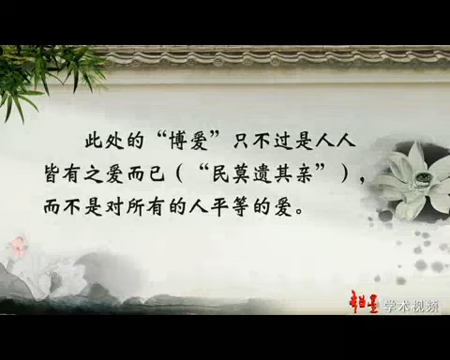 此处的“博爱”只不过是人人
皆有之爱而已（“民莫遗其亲”），
而不是对所有的人平等的爱。
超星 学术视频